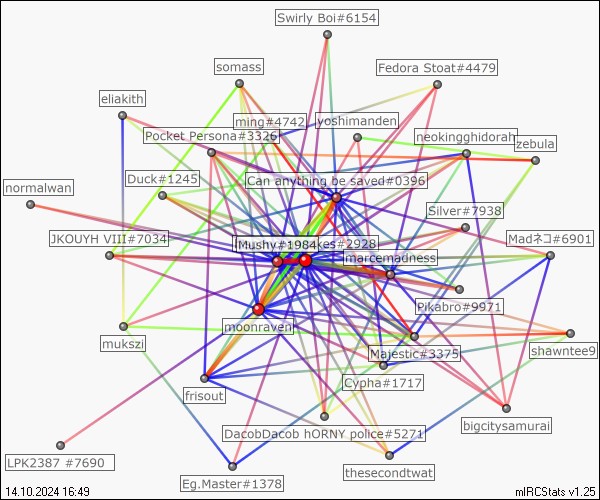 Swirly Boi#6154
somass
Fedora Stoat#4479
eliakith
ming#4742
yoshimanden
Pocket Persona#3326
neokingghidorah
zebula
Duck#1245
Can anything be saved#0396
normalwan
Silver#7938
JKOUYH VIII#7034
Mushy#1984
kes#2928
Madネコ#6901
marcemadness
Pikabro#9971
moonraven
mukszi
Majestic#3375
shawntee9
Cypha#1717
frisout
DacobDacob hORNY police#5271
bigcitysamurai
LPK2387 #7690
Eg.Master#1378
thesecondtwat
14.10.2024 16:49
mIRCStats v1.25